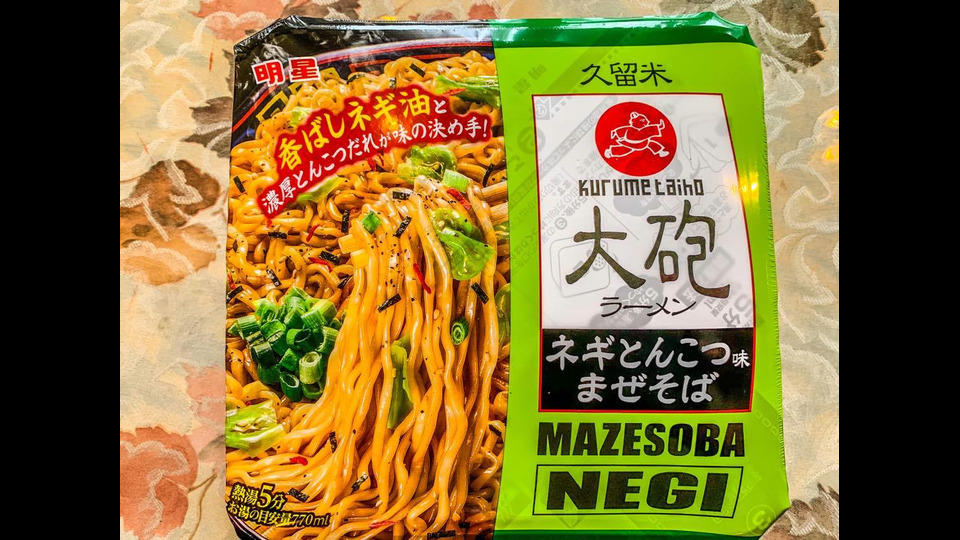 明星
香ばしネギ油と
濃厚とんこつだれが味の決め手!
熱湯5分
お湯の目安量770ml
久留米
Kurume taiho
大砲
ラーメン
ネギとんこつ味
まぜそば
MAZESOBA
NEGI